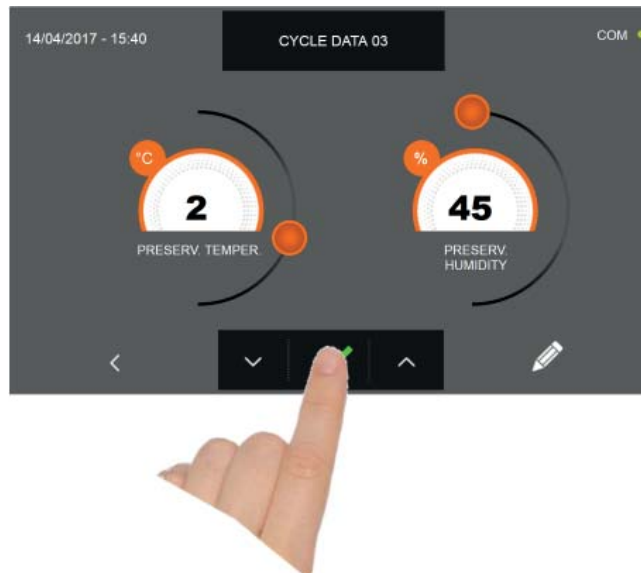 14/04/2017 - 15:40
CYCLE DATA 03
COM
°C
2
PRESERV. TEMPER.
%
45
PRESERV.
HUMIDITY